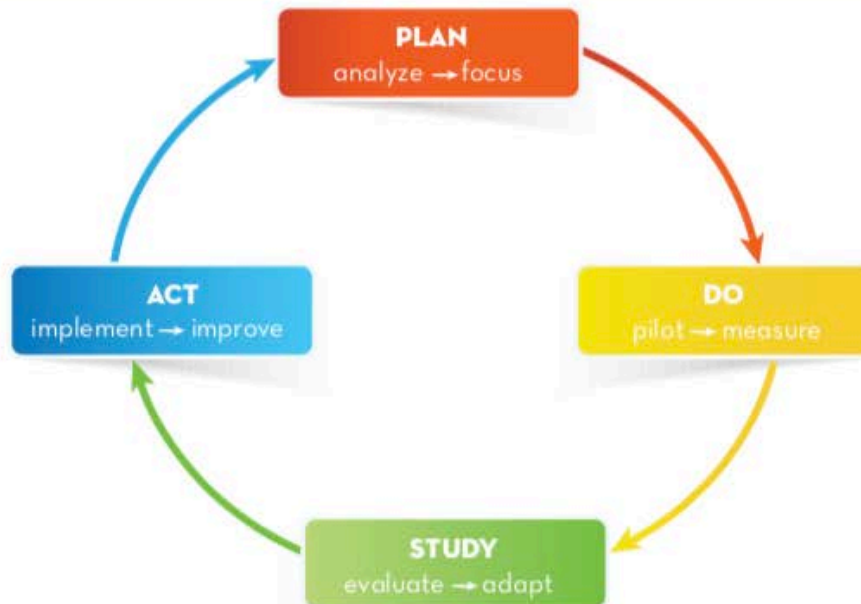 PLAN
analyze → focus
DO
pilot → measure
STUDY
evaluate → adapt
ACT
implement → improve